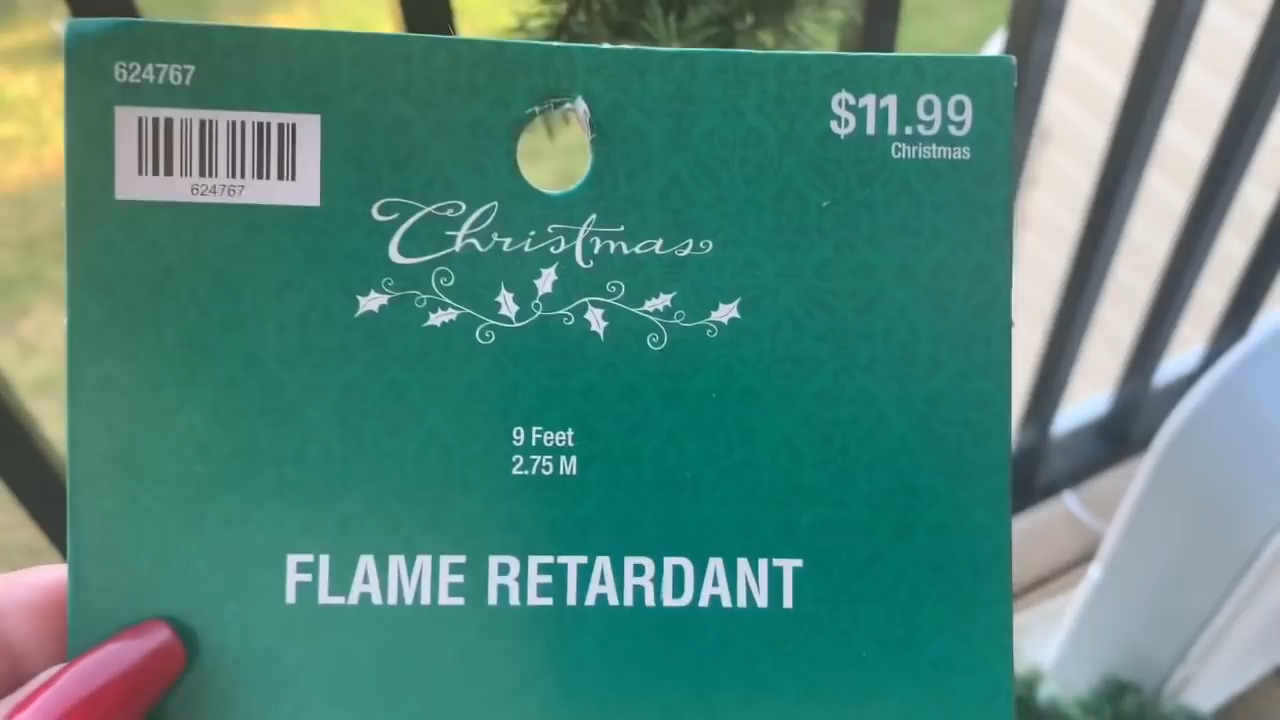 624767
624767
$11.99
Christmas
Christmas
9 Feet
2.75 M
FLAME RETARDANT